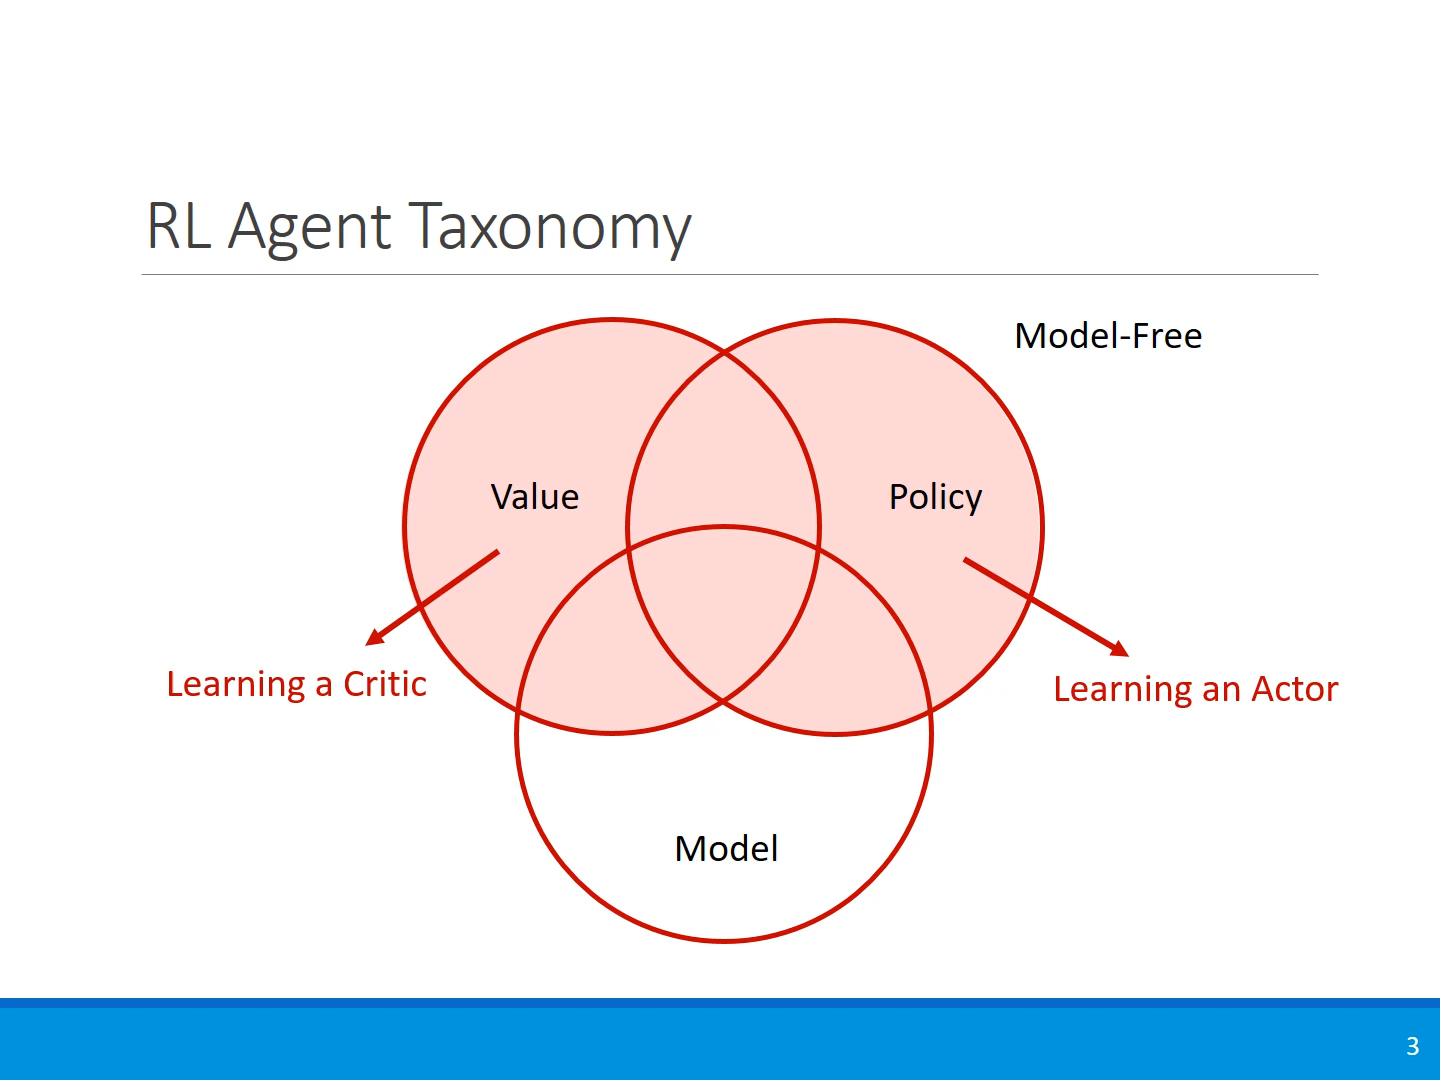 RL Agent Taxonomy
Model-Free
Value
Policy
Learning a Critic
Learning an Actor
Model
3